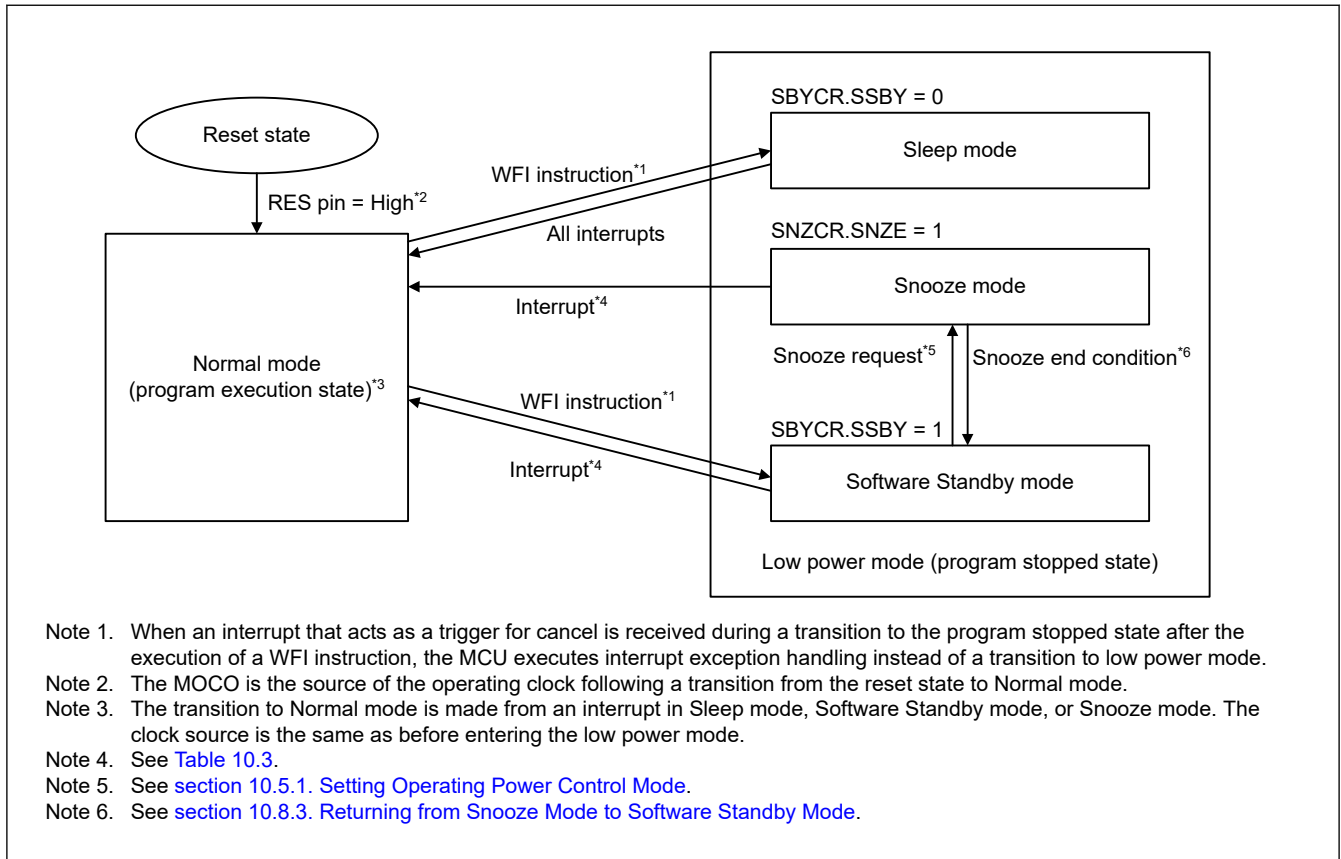 SBYCR.SSBY = 0
Reset state
Sleep mode
WFI instruction*1
RES pin = High*2
All interrupts
SNZCR.SNZE = 1
Snooze mode
Interrupt*4
Normal mode
(program execution state)*3
Snooze request*5
Snooze end condition*6
WFI instruction*1
SBYCR.SSBY = 1
Interrupt*4
Software Standby mode
Low power mode (program stopped state)
Note 1. When an interrupt that acts as a trigger for cancel is received during a transition to the program stopped state after the
execution of a WFI instruction, the MCU executes interrupt exception handling instead of a transition to low power mode.
Note 2. The MOCO is the source of the operating clock following a transition from the reset state to Normal mode.
Note 3. The transition to Normal mode is made from an interrupt in Sleep mode, Software Standby mode, or Snooze mode. The
clock source is the same as before entering the low power mode.
Note 4. See Table 10.3.
Note 5. See section 10.5.1. Setting Operating Power Control Mode.
Note 6. See section 10.8.3. Returning from Snooze Mode to Software Standby Mode.